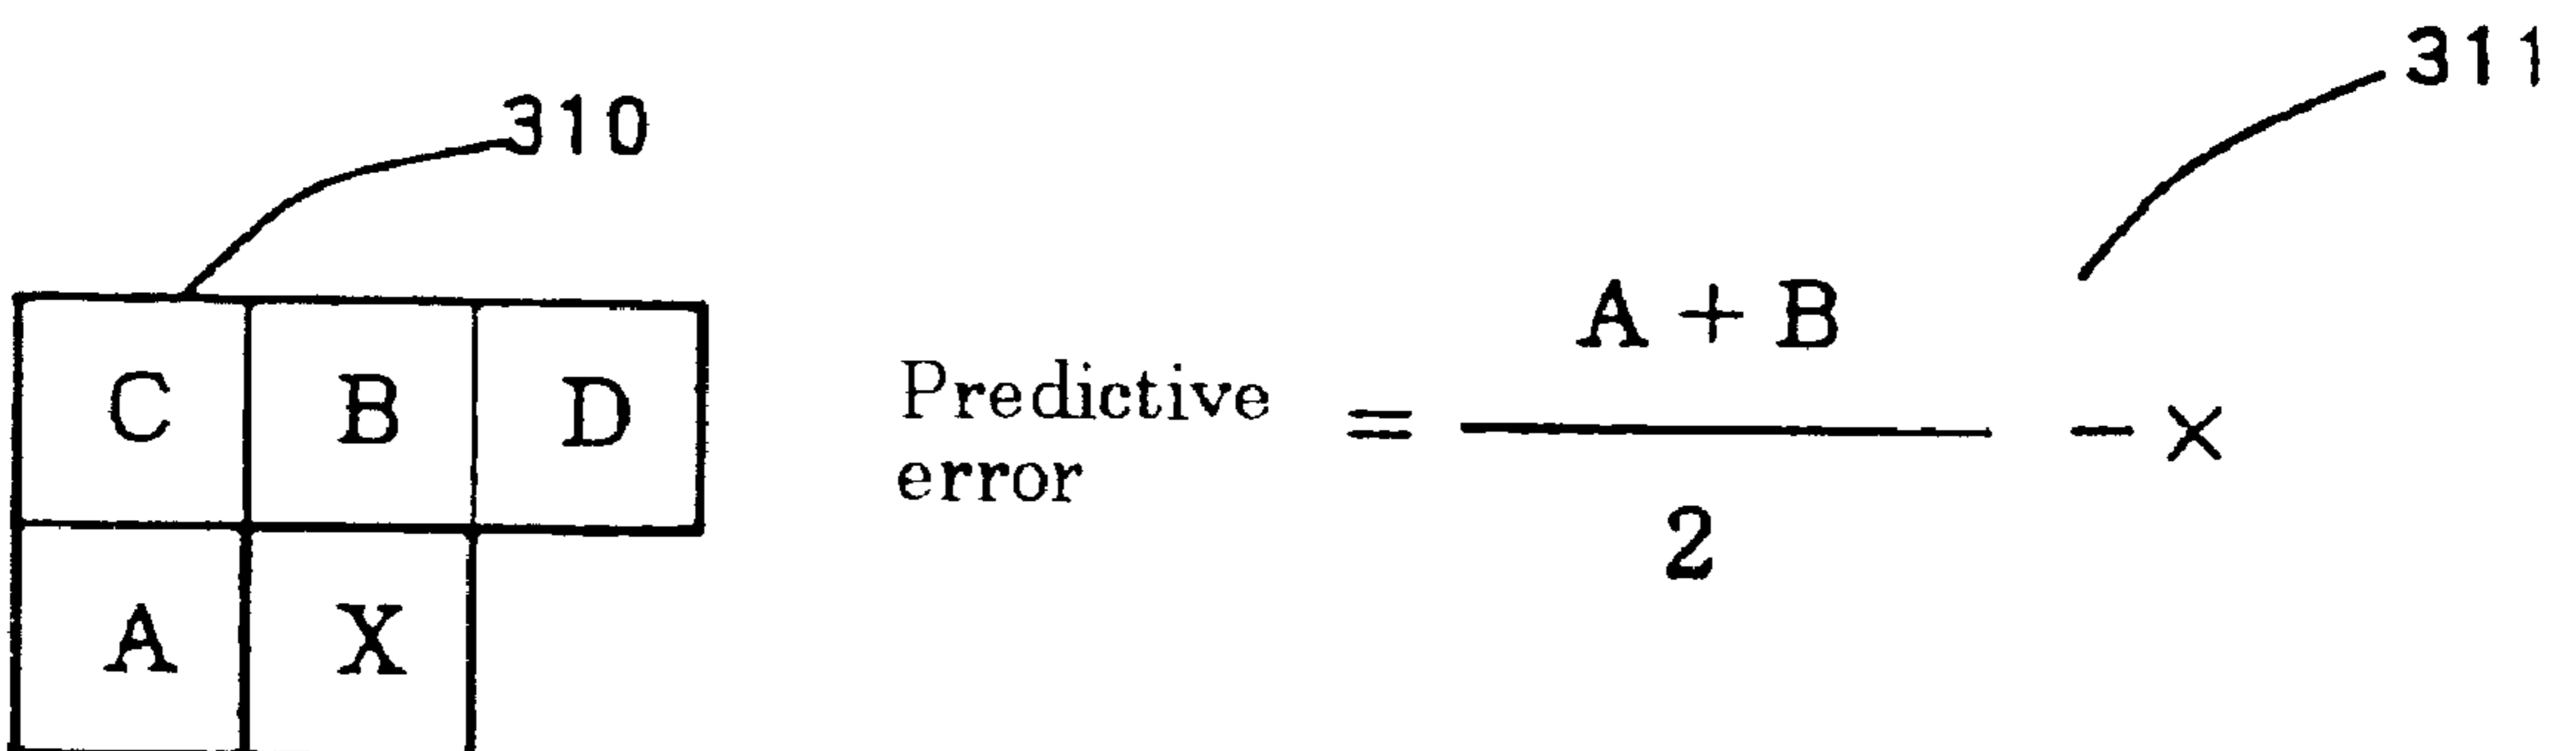 311
310
C B D
A X
Predictive
error
= A + B
2
- ×